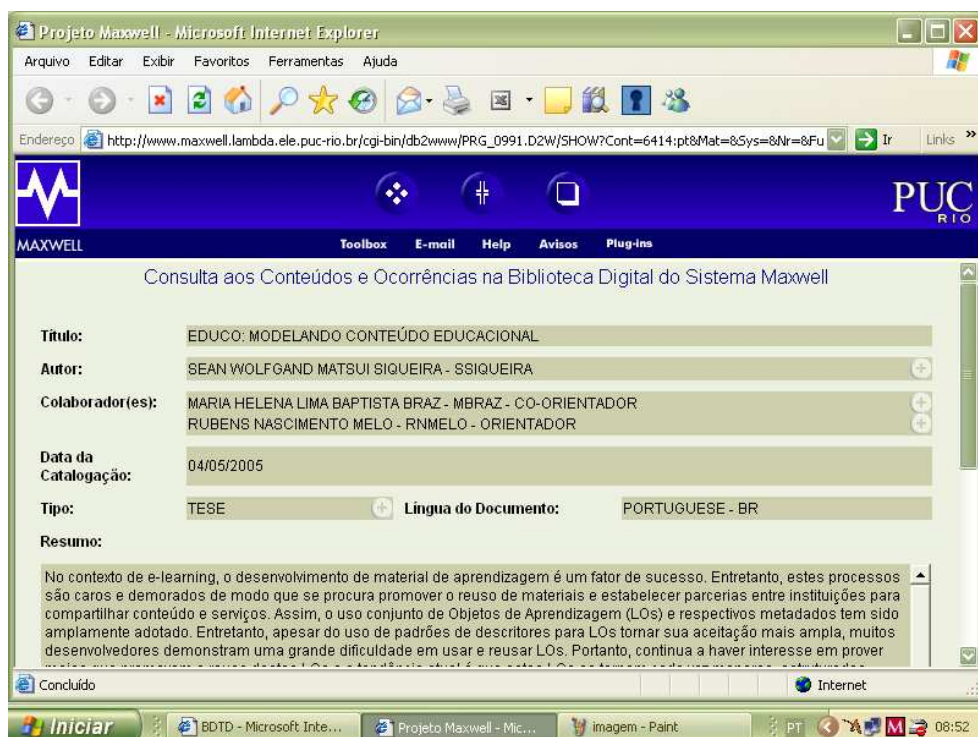 Projeto Maxwell - Microsoft Internet Explorer
Arquivo Editar Exibir Favoritos Ferramentas Ajuda
Endereço http://www.maxwell.lambda.ele.puc-rio.br/cgi-bin/db2www/PRG_0991.D2W/SHOW?Cont=6414:pt&Mat=&Sys=&Nr=&Fu Ir Links »
PUC
RIO
MAXWELL Toolbox E-mail Help Avisos Plug-ins
Consulta aos Conteúdos e Ocorrências na Biblioteca Digital do Sistema Maxwell
Título: EDUCO: MODELANDO CONTEÚDO EDUCACIONAL
Autor: SEAN WOLFGAND MATSUI SIQUEIRA - SSIQUEIRA
Colaborador(es): MARIA HELENA LIMA BAPTISTA BRAZ - MBRAZ - CO-ORIENTADOR
RUBENS NASCIMENTO MELO - RNMELO - ORIENTADOR
Data da
Catalogação: 04/05/2005
Tipo: TESE Língua do Documento: PORTUGUESE - BR
Resumo:
No contexto de e-learning, o desenvolvimento de material de aprendizagem é um fator de sucesso. Entretanto, estes processos
são caros e demorados de modo que se procura promover o reuso de materiais e estabelecer parcerias entre instituições para
compartilhar conteúdo e serviços. Assim, o uso conjunto de Objetos de Aprendizagem (LOs) e respectivos metadados tem sido
amplamente adotado. Entretanto, apesar do uso de padrões de descritores para LOs tornar sua aceitação mais ampla, muitos
desenvolvedores demonstram uma grande dificuldade em usar e reusar LOs. Portanto, continua a haver interesse em prover
Concluído Internet
Iniciar BDTD - Microsoft Inte... Projeto Maxwell - Mic... imagem - Paint PT M 08:52